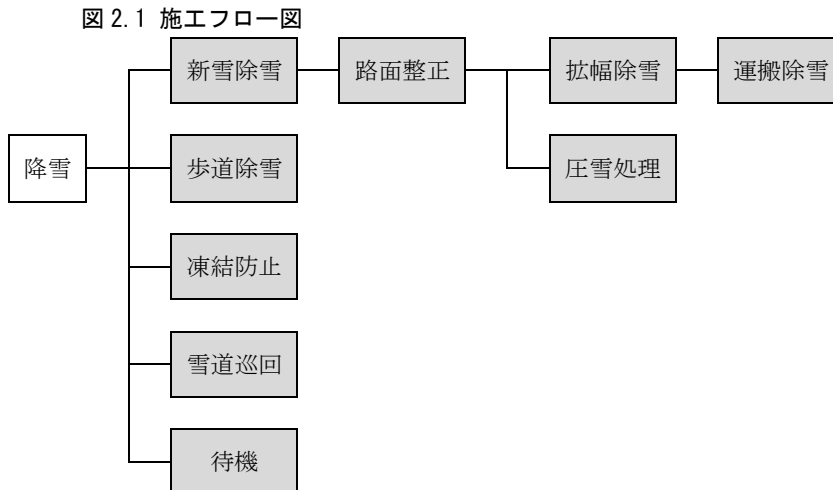 図 2.1 施工フロー図
新雪除雪 路面整正 拡幅除雪 運搬除雪
降雪 歩道除雪 圧雪処理
凍結防止
雪道巡回
待機